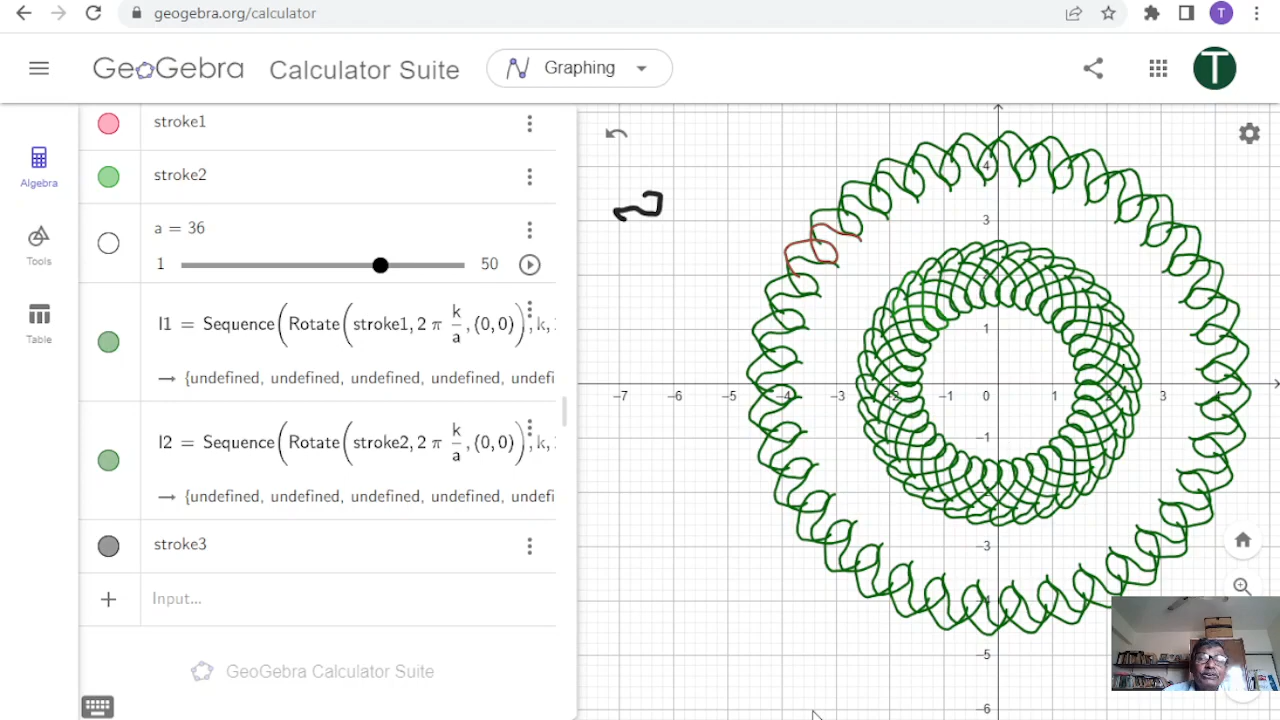 geogebra.org/calculator
T
GeoGebra Calculator Suite
Graphing
T
Algebra
Tools
Table
stroke1
stroke2
a = 36
1 50
l1 = Sequence(Rotate(stroke1, 2 π k/a, (0, 0)), k,
→ {undefined, undefined, undefined, undefined, undefi
l2 = Sequence(Rotate(stroke2, 2 π k/a, (0, 0)), k,
→ {undefined, undefined, undefined, undefined, undefi
stroke3
+ Input...
GeoGebra Calculator Suite
4
3
2
1
−7 −6 −5 −4 −3 −2 −1 0 1 2 3 4
−1
−2
−3
−4
−5
−6